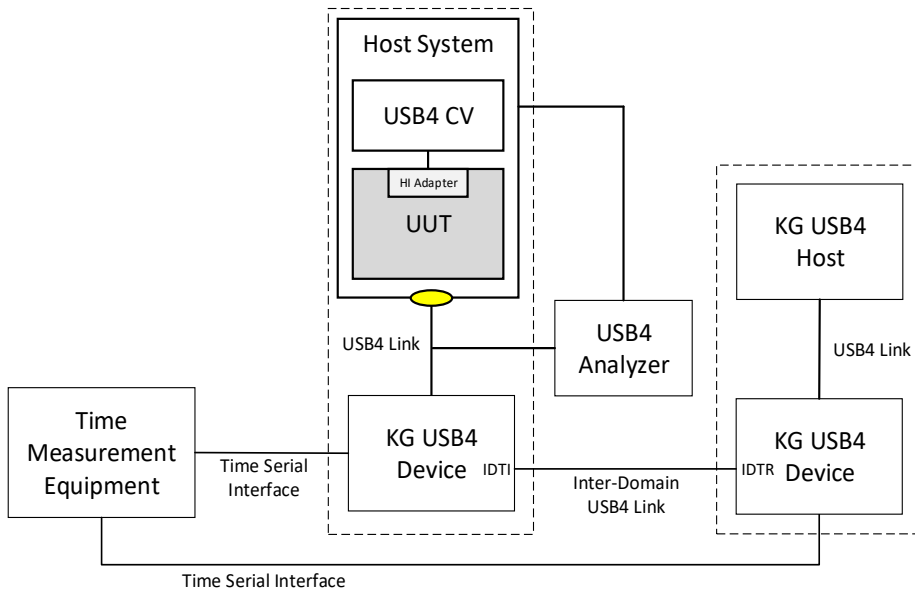 Host System
USB4 CV
HI Adapter
UUT
KG USB4
Host
USB4 Link
USB4
Analyzer
USB4 Link
Time
Measurement
Equipment
Time Serial
Interface
KG USB4
Device
IDTI
Inter-Domain
USB4 Link
IDTR
KG USB4
Device
Time Serial Interface